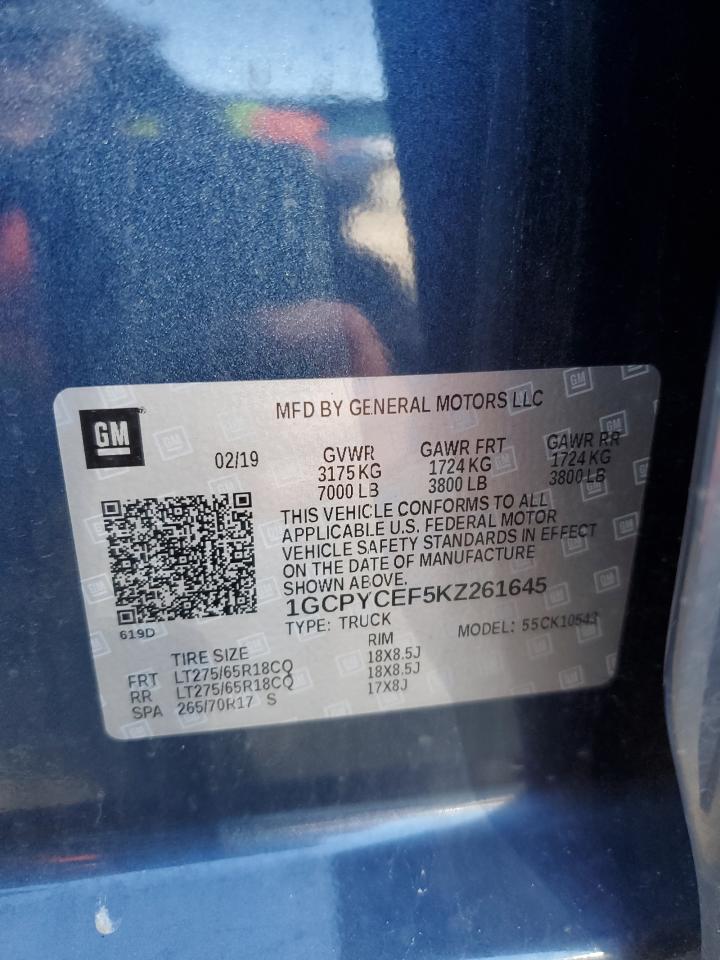 GM
MFD BY GENERAL MOTORS LLC
02/19
GVWR
3175 KG
7000 LB
GAWR FRT
1724 KG
3800 LB
GAWR RR
1724 KG
3800 LB
THIS VEHICLE CONFORMS TO ALL
APPLICABLE U.S. FEDERAL MOTOR
VEHICLE SAFETY STANDARDS IN EFFECT
ON THE DATE OF MANUFACTURE
SHOWN ABOVE.
1GCPYCEF5KZ261645
619D
TYPE: TRUCK
MODEL: 55CK10543
TIRE SIZE RIM
FRT LT275/65R18CQ 18X8.5J
RR LT275/65R18CQ 18X8.5J
SPA 265/70R17 S 17X8J